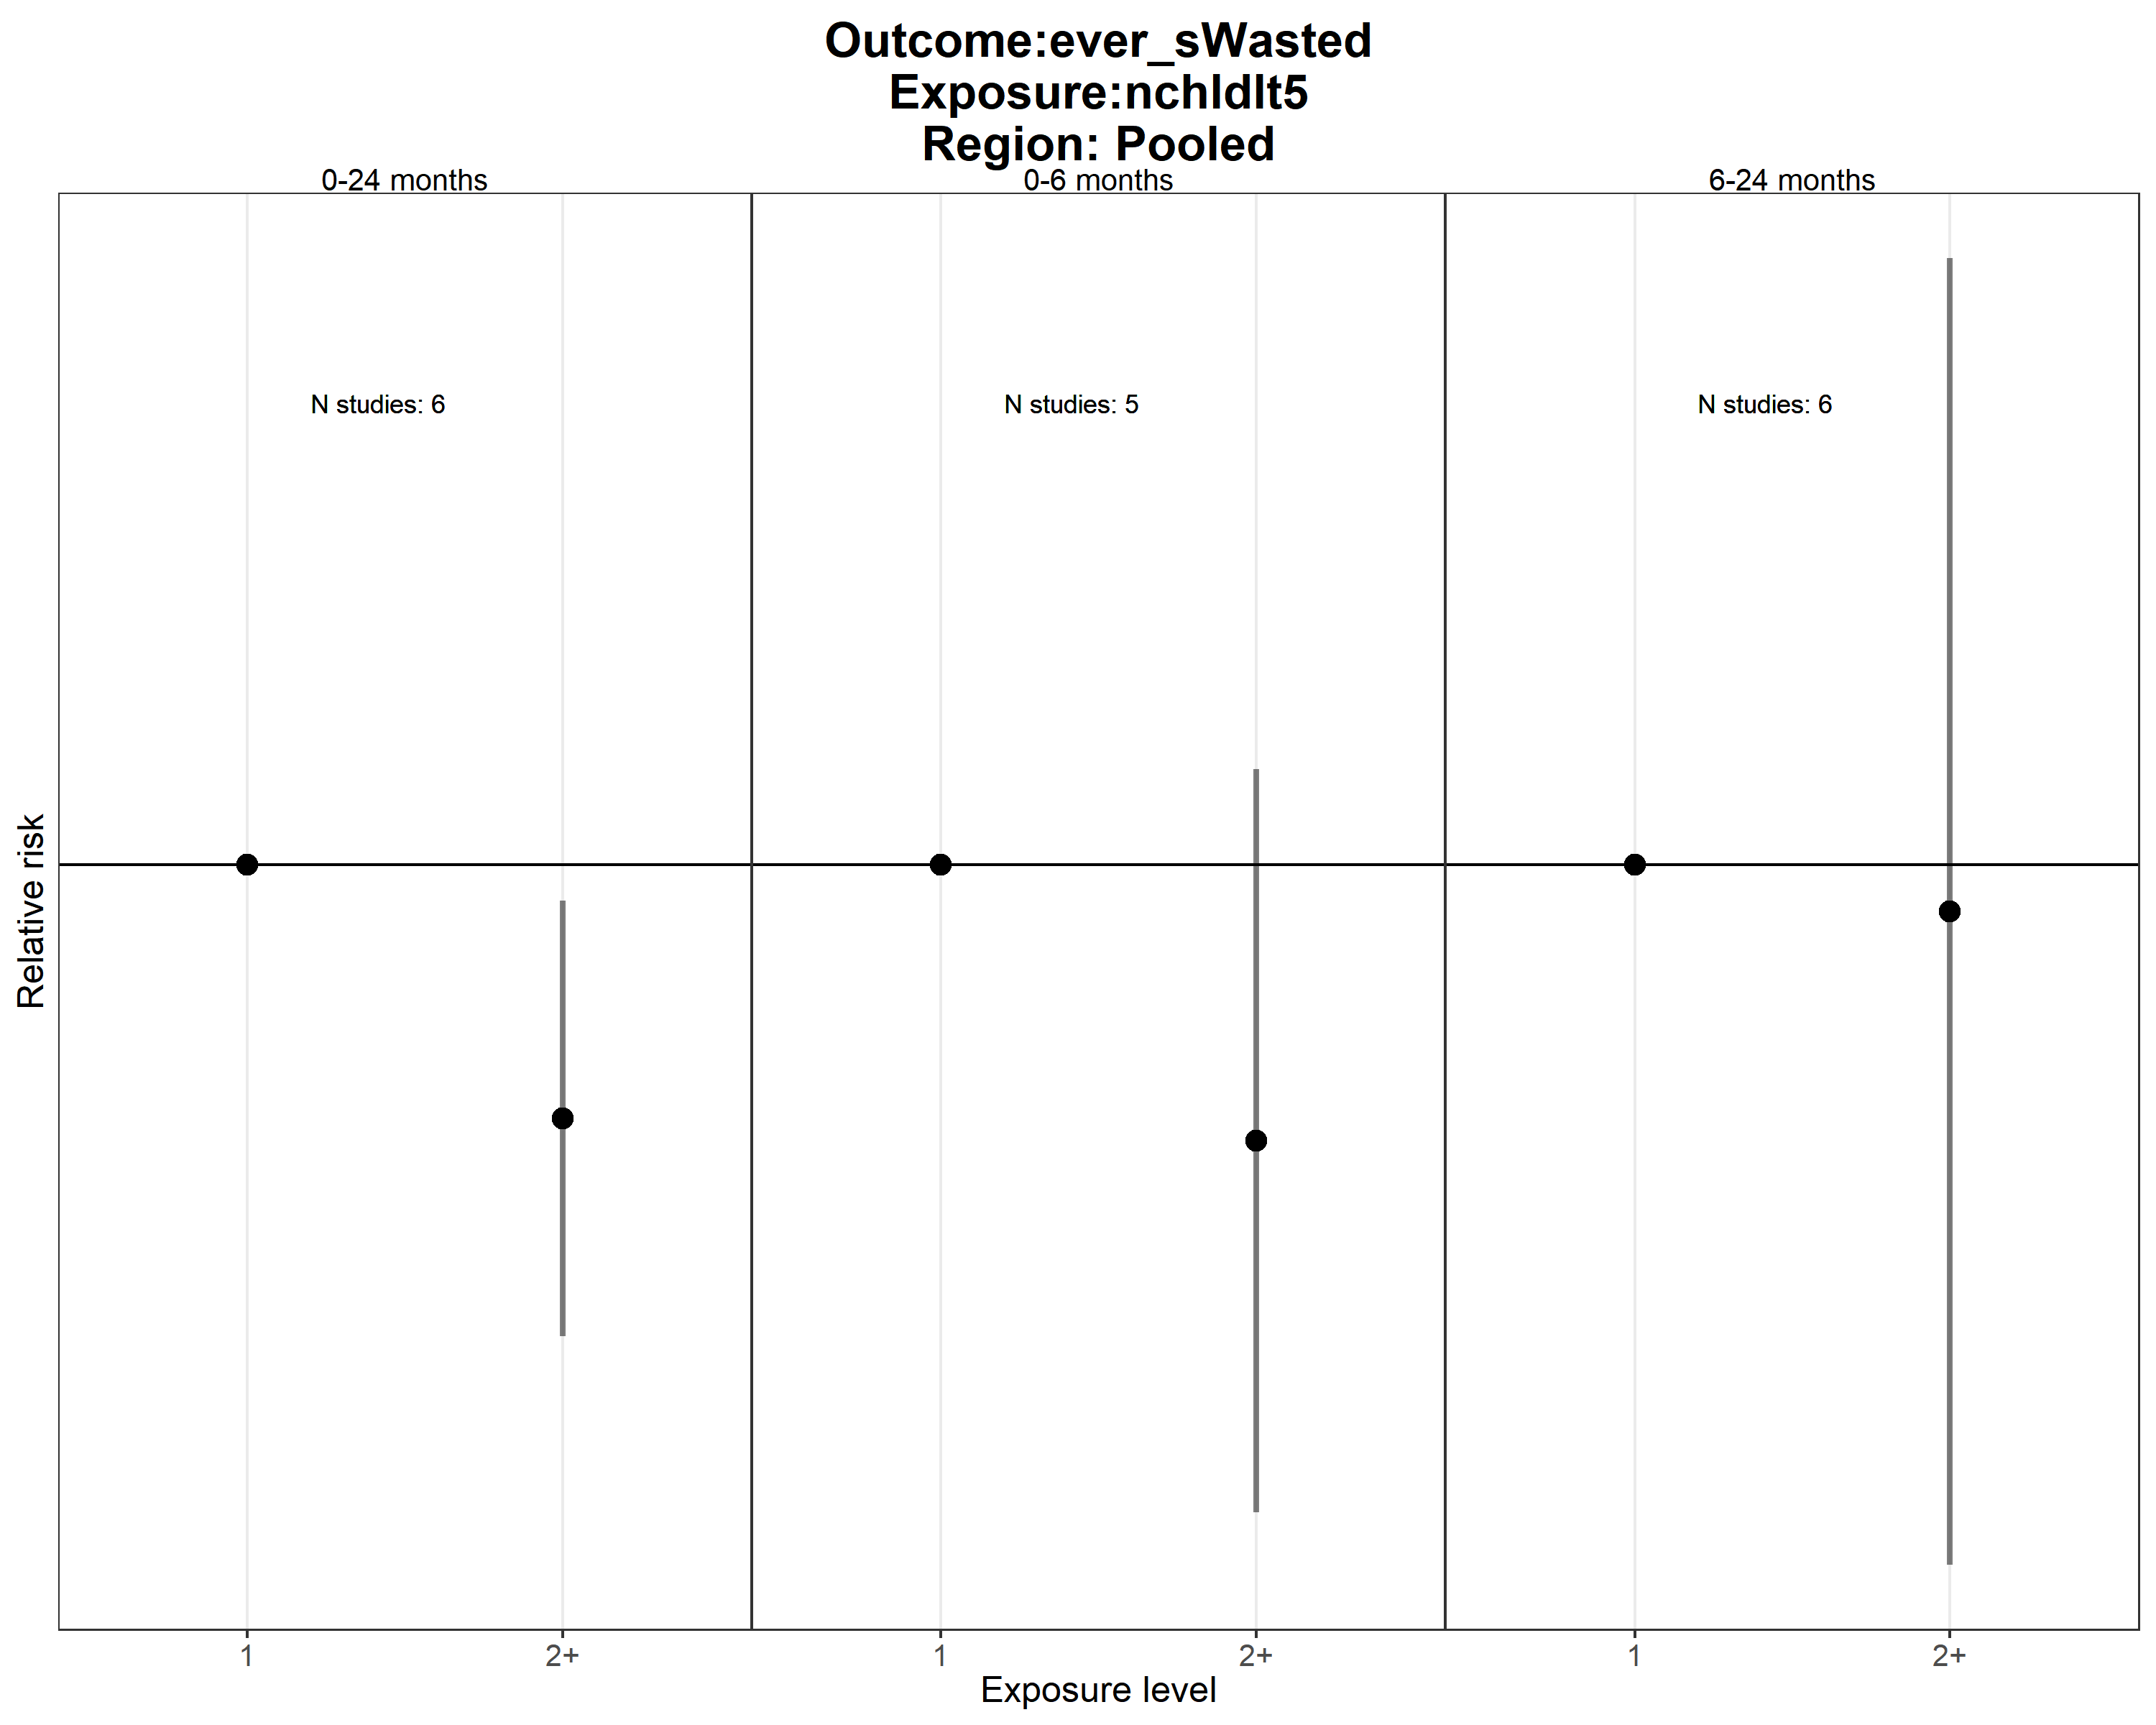 Outcome:ever_sWasted
Exposure:nchldlt5
Region: Pooled
0-24 months
0-6 months
6-24 months
N studies: 6
N studies: 5
N studies: 6
Relative risk
1
2+
1
2+
1
2+
Exposure level